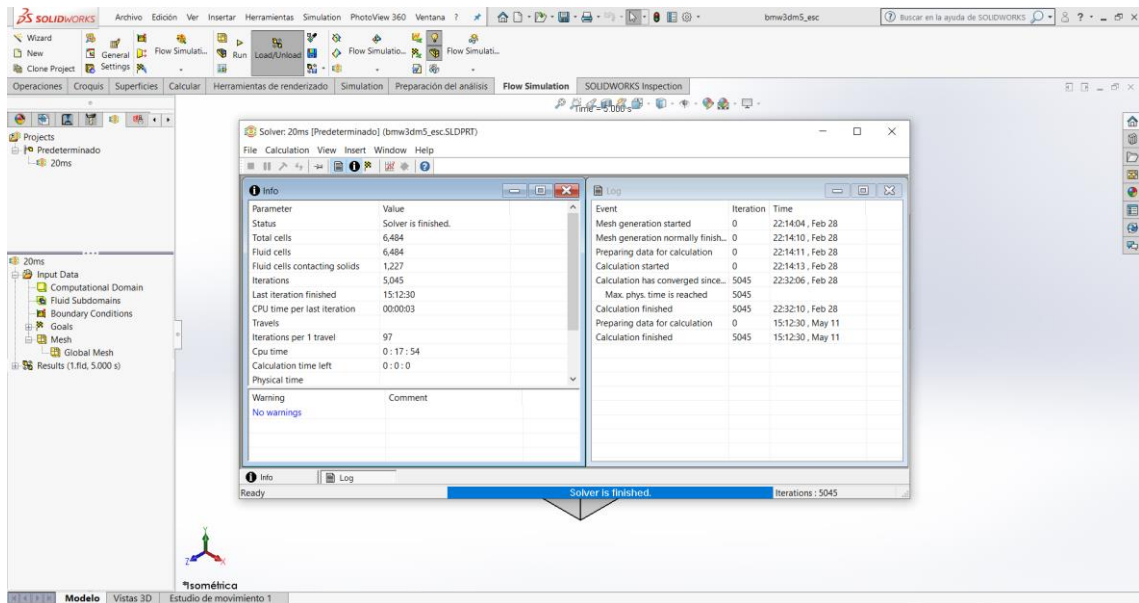 SOLIDWORKS Archivo Edición Ver Insertar Herramientas Simulation PhotoView 360 Ventana ? bmw3dm5_esc Buscar en la ayuda de SOLIDWORKS
Wizard
New
Clone Project
General Settings
Flow Simulati...
Run
Load/Unload
Flow Simulatio...
Flow Simulati...
Operaciones Croquis Superficies Calcular Herramientas de renderizado Simulation Preparación del análisis Flow Simulation SOLIDWORKS Inspection
Time = 5.000 s
Projects
Predeterminado
20ms
20ms
Input Data
Computational Domain
Fluid Subdomains
Boundary Conditions
Goals
Mesh
Global Mesh
Results (1.fld, 5.000 s)
Solver: 20ms [Predeterminado] (bmw3dm5_esc.SLDPRT)
File Calculation View Insert Window Help
Info
Parameter Value
Status Solver is finished.
Total cells 6,484
Fluid cells 6,484
Fluid cells contacting solids 1,227
Iterations 5,045
Last iteration finished 15:12:30
CPU time per last iteration 00:00:03
Travels
Iterations per 1 travel 97
Cpu time 0 : 17 : 54
Calculation time left 0 : 0 : 0
Physical time
Warning Comment
No warnings
Log
Event Iteration Time
Mesh generation started 0 22:14:04 , Feb 28
Mesh generation normally finish... 0 22:14:10 , Feb 28
Preparing data for calculation 0 22:14:11 , Feb 28
Calculation started 0 22:14:13 , Feb 28
Calculation has converged since... 5045 22:32:06 , Feb 28
Max. phys. time is reached 5045
Calculation finished 5045 22:32:10 , Feb 28
Preparing data for calculation 0 15:12:30 , May 11
Calculation finished 5045 15:12:30 , May 11
Info Log
Ready Solver is finished. Iterations : 5045
Y
Z X
*Isométrica
Modelo Vistas 3D Estudio de movimiento 1